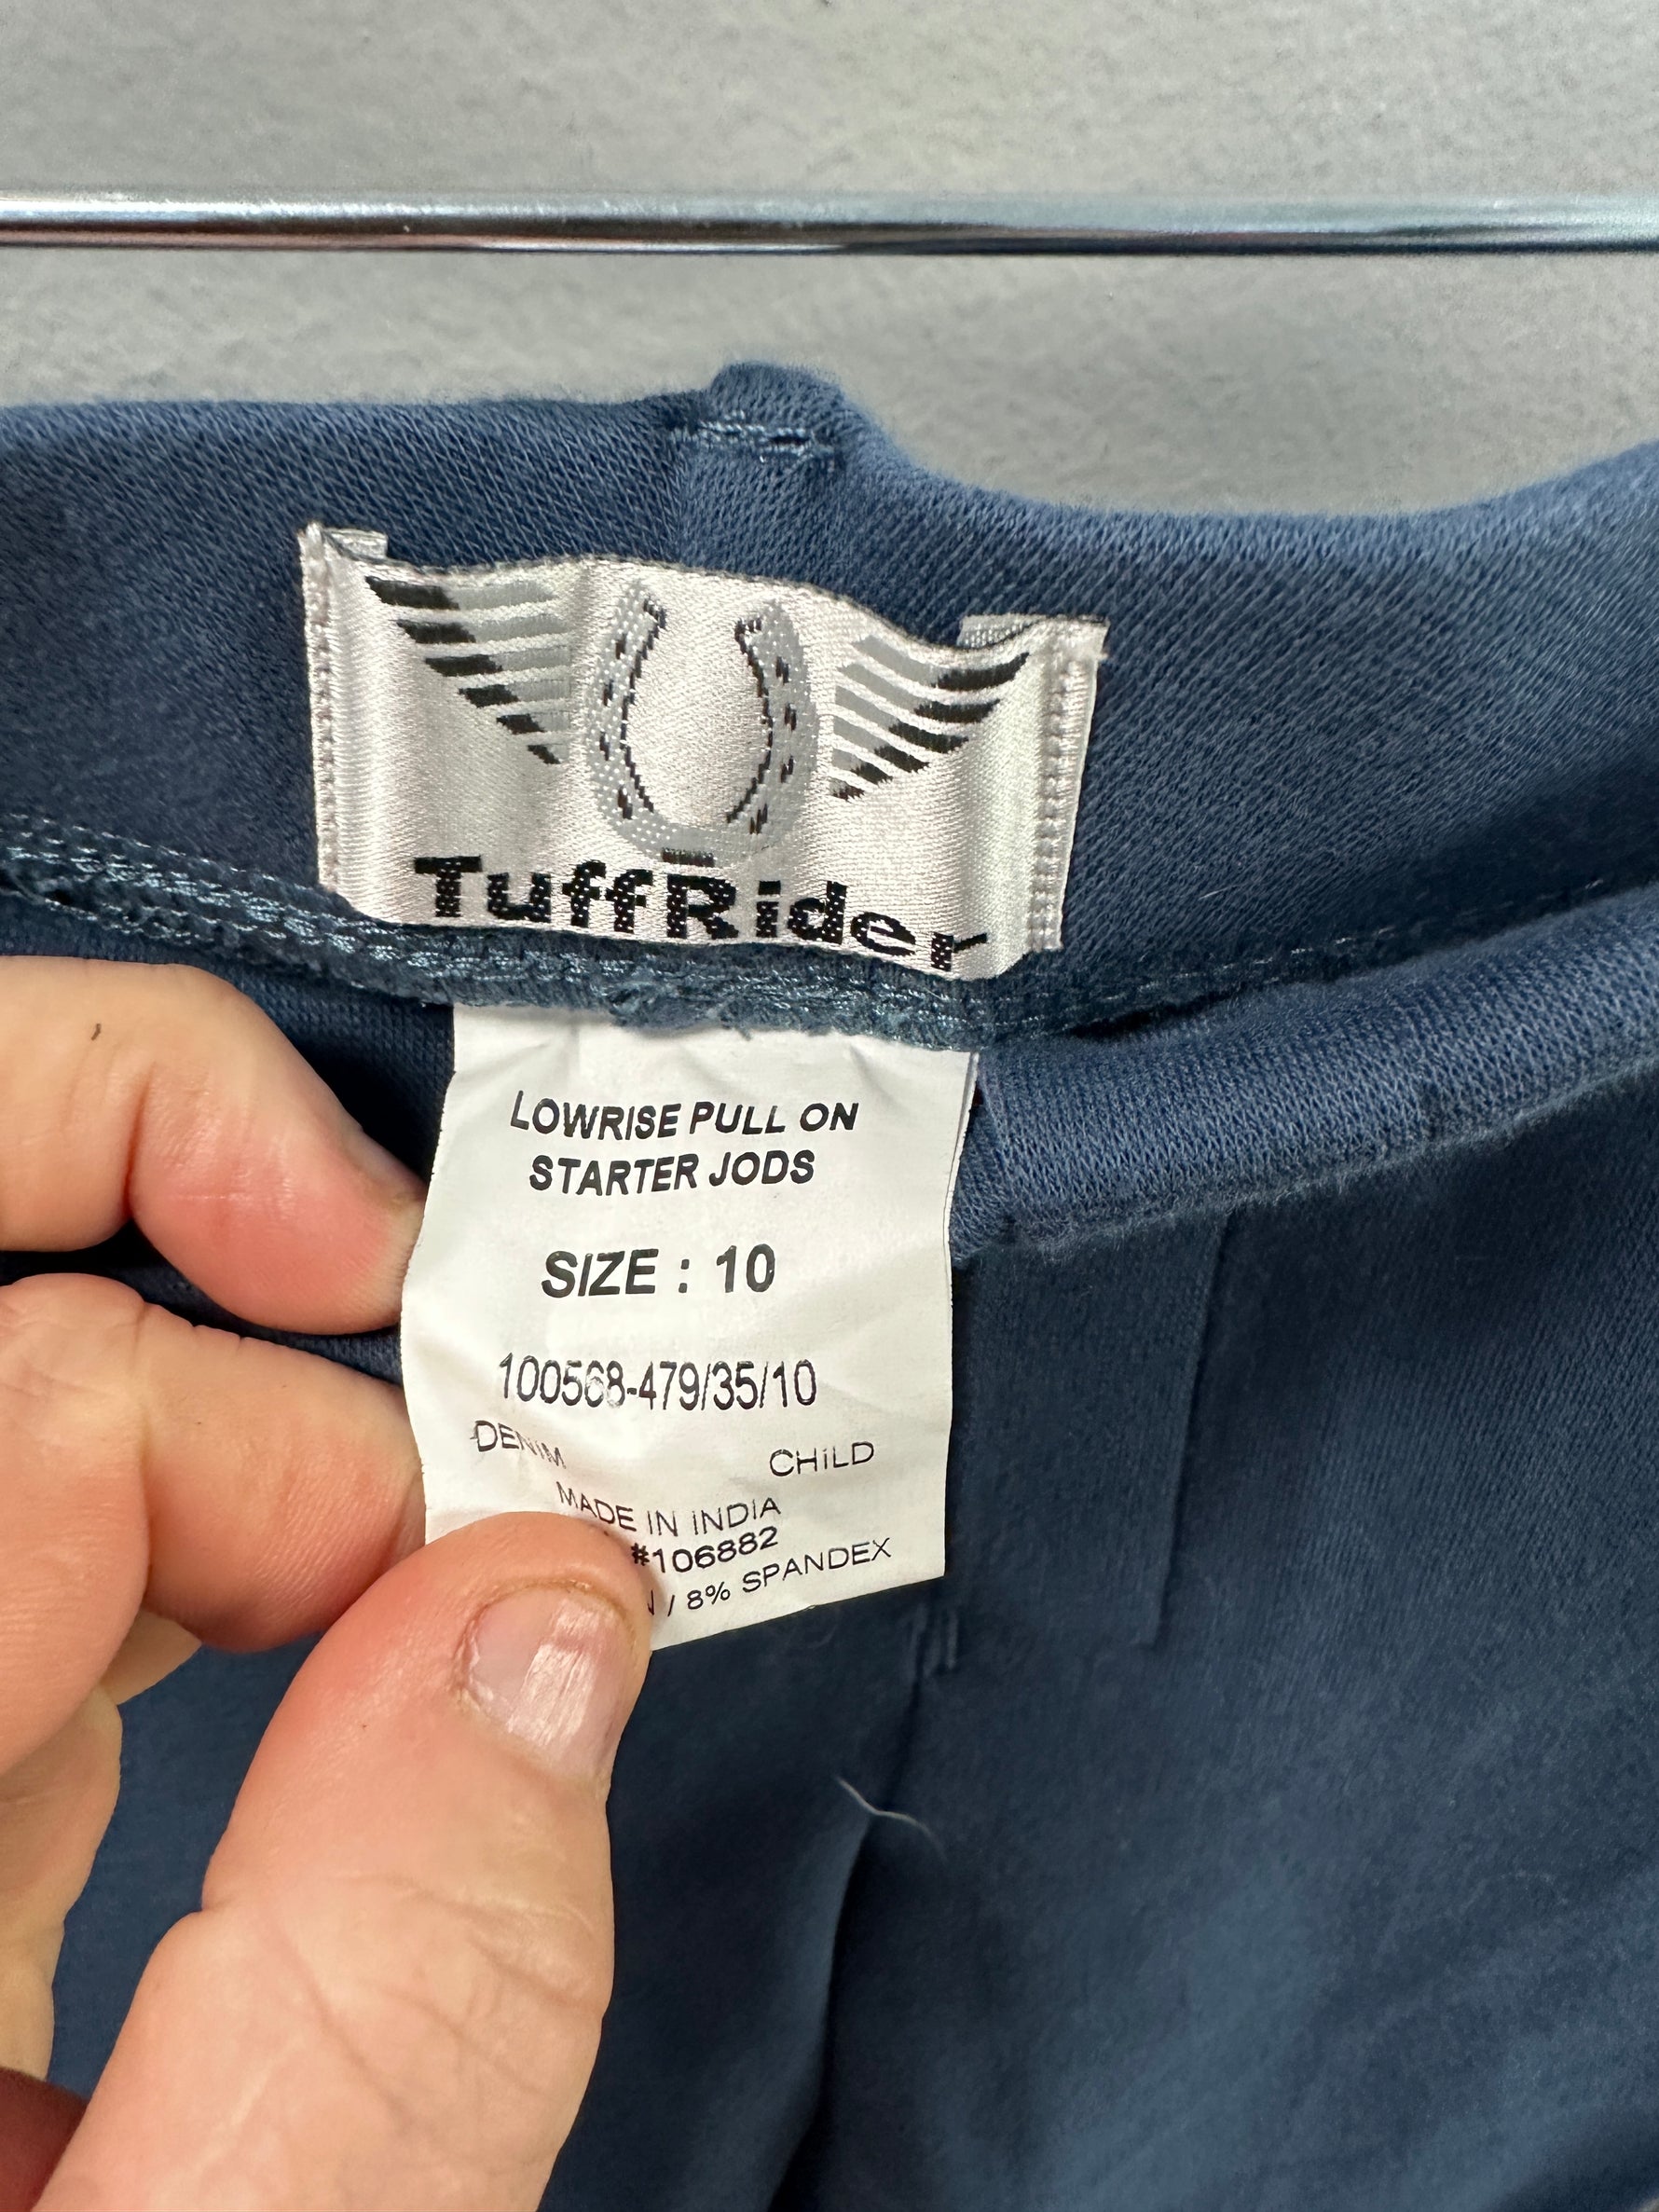 TuffRider
LOWRISE PULL ON
STARTER JODS
SIZE : 10
100568-479/35/10
DENIM CHILD
MADE IN INDIA
#106882
/ 8% SPANDEX